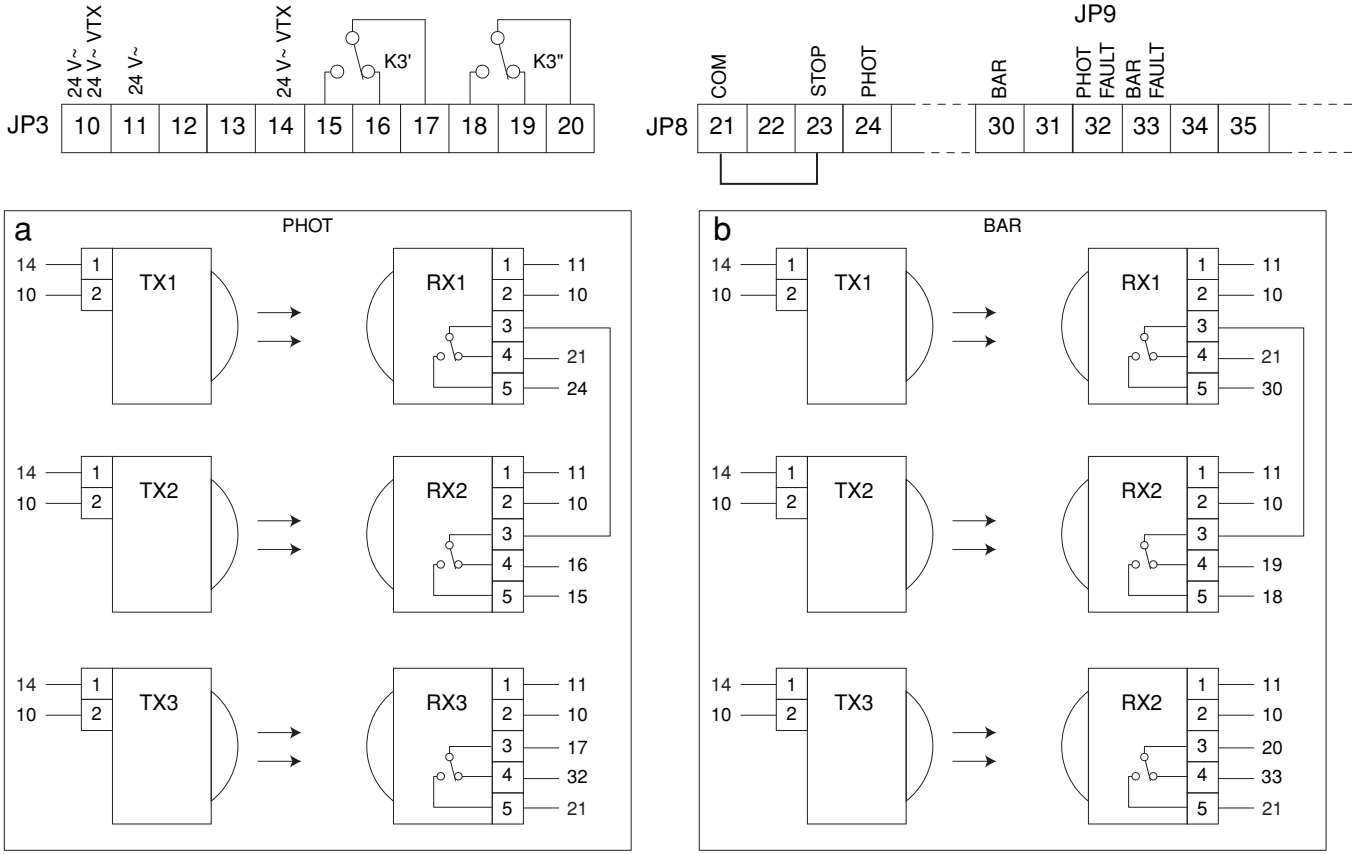 JP9
24 V~
24 V~ VTX
24 V~
24 V~ VTX
K3'
K3"
COM
STOP
PHOT
BAR
PHOT
FAULT
BAR
FAULT
JP3 10 11 12 13 14 15 16 17 18 19 20
JP8 21 22 23 24 30 31 32 33 34 35
a PHOT
14 1 TX1 RX1 1 11
10 2 2 10
3
4 21
5 24
14 1 TX2 RX2 1 11
10 2 2 10
3
4 16
5 15
14 1 TX3 RX3 1 11
10 2 2 10
3 17
4 32
5 21
b BAR
14 1 TX1 RX1 1 11
10 2 2 10
3
4 21
5 30
14 1 TX2 RX2 1 11
10 2 2 10
3
4 19
5 18
14 1 TX3 RX2 1 11
10 2 2 10
3 20
4 33
5 21